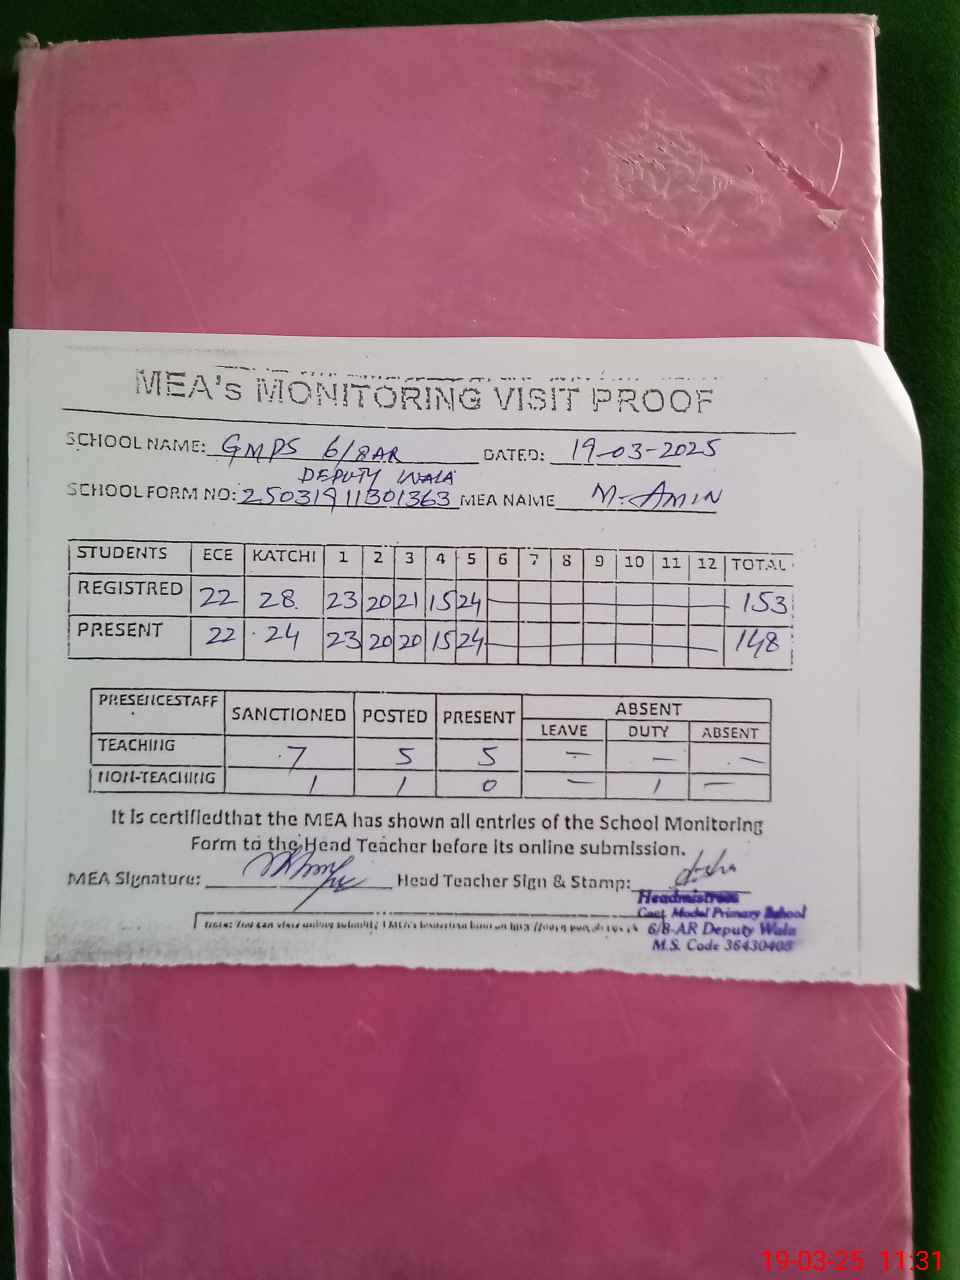 MEA's MONITORING VISIT PROOF
SCHOOL NAME: GMPS 6/8AR DATED: 19-03-2025
DEPUTY WALA
SCHOOL FORM NO: 25031911301363 MEA NAME M. AMIN
STUDENTS ECE KATCHI 1 2 3 4 5 6 7 8 9 10 11 12 TOTAL
REGISTRED 22 28 23 20 21 15 24 153
PRESENT 22 24 23 20 20 15 24 148
PRESENCESTAFF SANCTIONED POSTED PRESENT ABSENT
LEAVE DUTY ABSENT
TEACHING 7 5 5 - - -
NON-TEACHING 1 1 0 - 1 -
It is certifiedthat the MEA has shown all entries of the School Monitoring
Form to the Head Teacher before its online submission.
MEA Signature: Head Teacher Sign & Stamp:
Headmistress
Govt. Model Primary School
6/8-AR Deputy Wala
M.S. Code 36430408
19-03-25 11:31